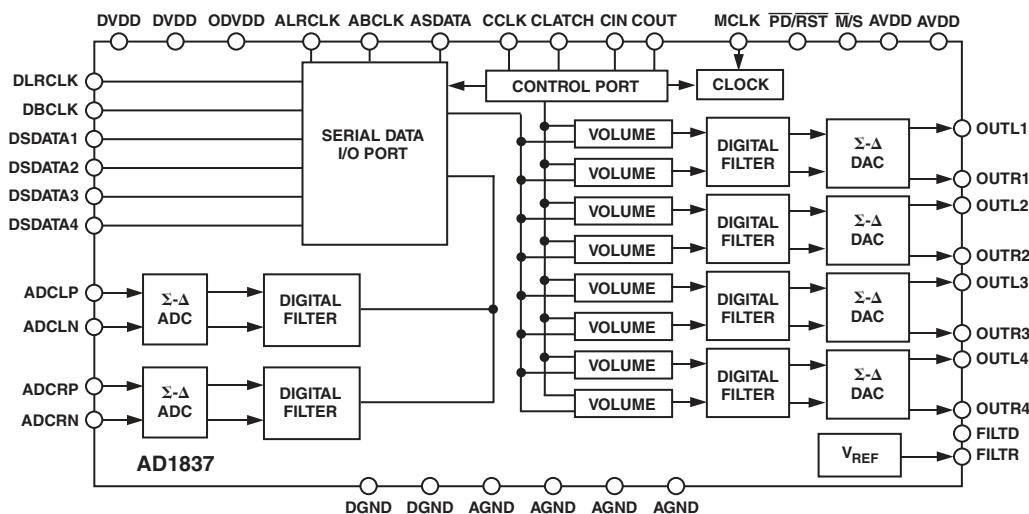 DVDD DVDD ODVDD ALRCLK ABCLK ASDATA CCLK CLATCH CIN COUT MCLK P̅D̅/R̅S̅T̅ M̅/S AVDD AVDD
DLRCLK
DBCLK
DSDATA1
DSDATA2
DSDATA3
DSDATA4
ADCLP
ADCLN
ADCRP
ADCRN
SERIAL DATA
I/O PORT
CONTROL PORT
CLOCK
Σ-Δ
ADC
DIGITAL
FILTER
Σ-Δ
ADC
DIGITAL
FILTER
VOLUME
VOLUME
DIGITAL
FILTER
Σ-Δ
DAC
OUTL1
OUTR1
VOLUME
VOLUME
DIGITAL
FILTER
Σ-Δ
DAC
OUTL2
OUTR2
VOLUME
VOLUME
DIGITAL
FILTER
Σ-Δ
DAC
OUTL3
OUTR3
VOLUME
VOLUME
DIGITAL
FILTER
Σ-Δ
DAC
OUTL4
OUTR4
FILTD
FILTR
VREF
AD1837
DGND DGND AGND AGND AGND AGND